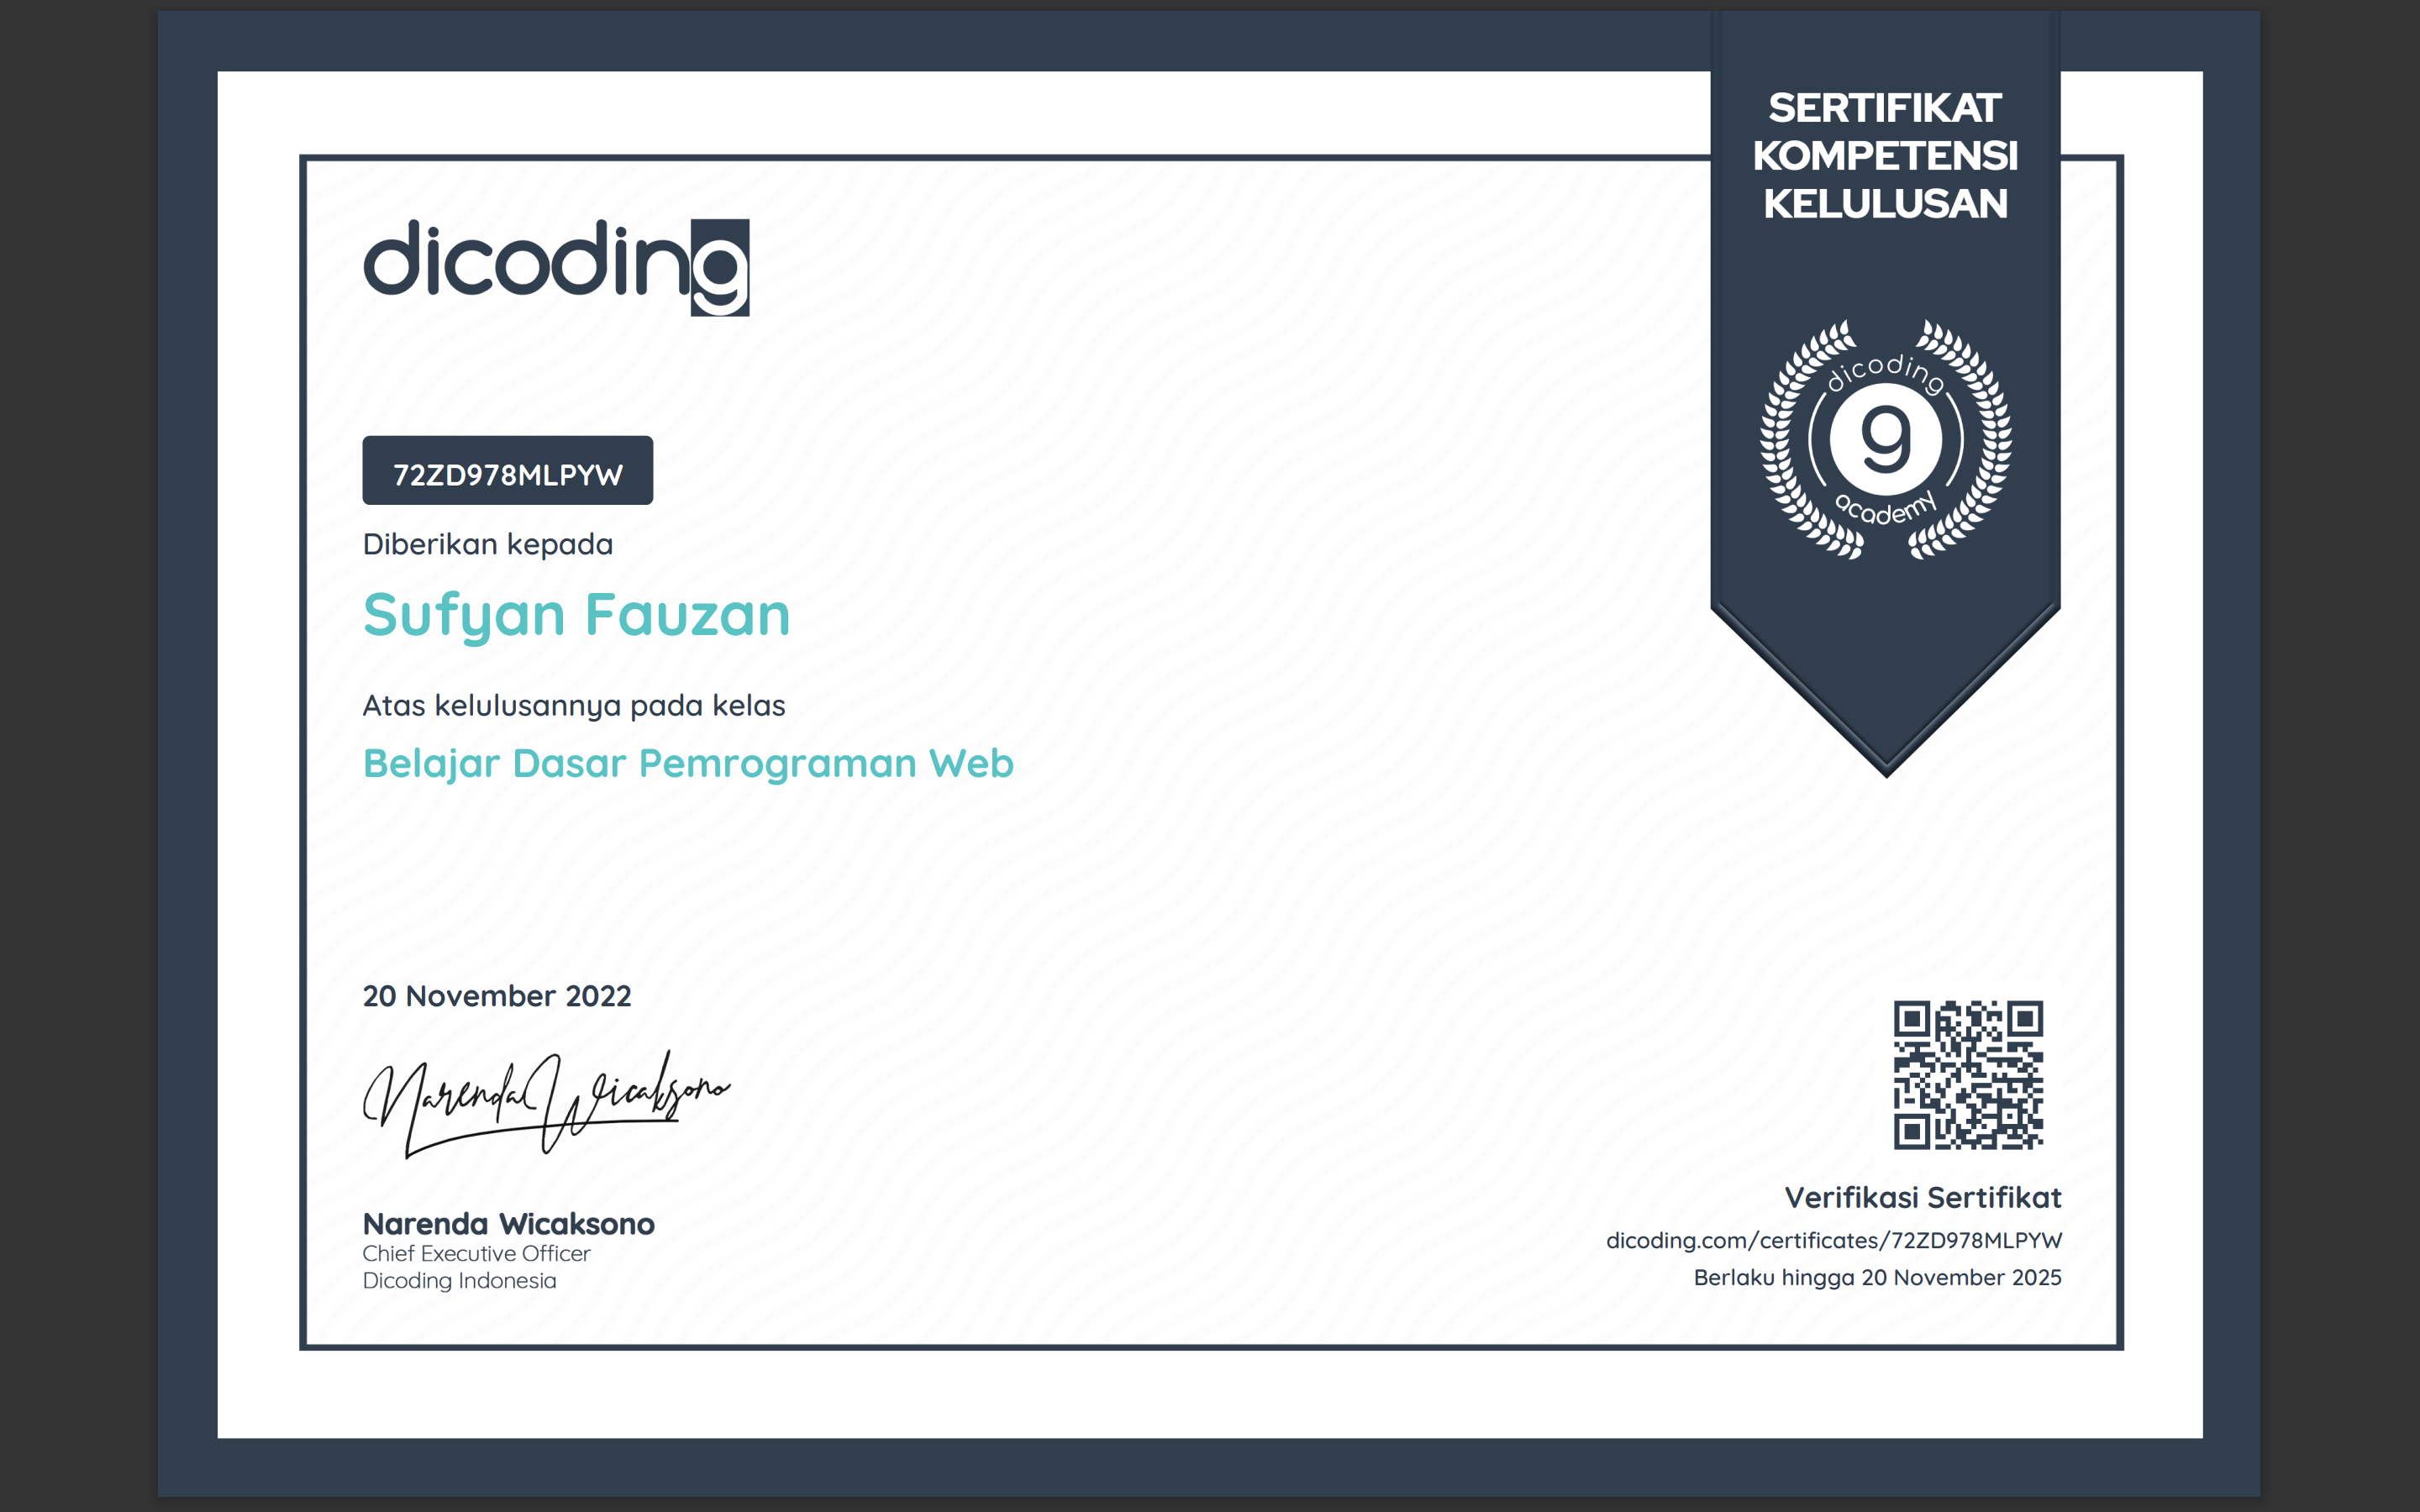 SERTIFIKAT
KOMPETENSI
KELULUSAN
dicoding
dicoding
g
academy
72ZD978MLPYW
Diberikan kepada
Sufyan Fauzan
Atas kelulusannya pada kelas
Belajar Dasar Pemrograman Web
20 November 2022
Narenda Wicaksono
Narenda Wicaksono
Chief Executive Officer
Dicoding Indonesia
Verifikasi Sertifikat
dicoding.com/certificates/72ZD978MLPYW
Berlaku hingga 20 November 2025